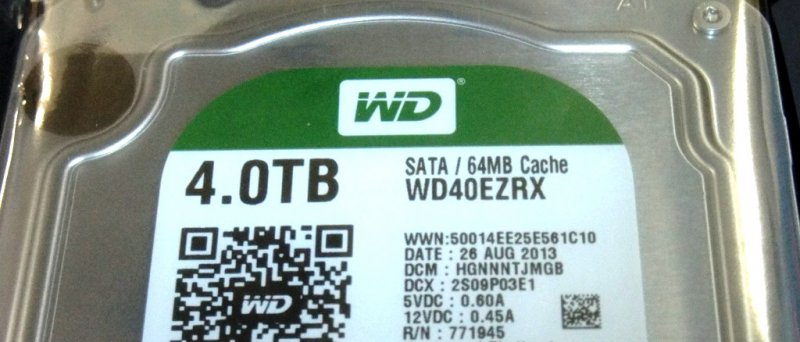 A1
WD®
4.0TB
SATA / 64MB Cache
WD40EZRX
WWN:50014EE25E561C10
DATE : 26 AUG 2013
DCM : HGNNNTJMGB
DCX : 2S09P03E1
5VDC : 0.60A
12VDC : 0.45A
R/N : 771945
WD